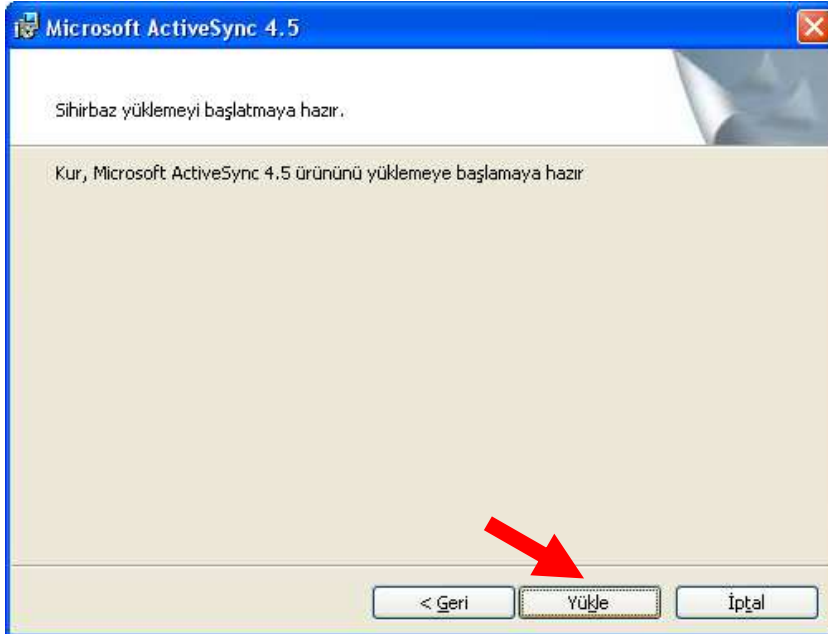 Microsoft ActiveSync 4.5
Sihirbaz yüklemeyi başlatmaya hazır.
Kur, Microsoft ActiveSync 4.5 ürününü yüklemeye başlamaya hazır
< Geri Yükle İptal